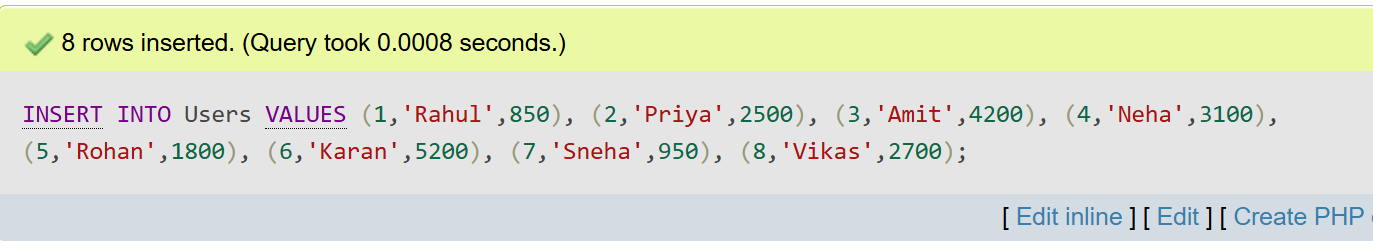 8 rows inserted. (Query took 0.0008 seconds.)
INSERT INTO Users VALUES (1,'Rahul',850), (2,'Priya',2500), (3,'Amit',4200), (4,'Neha',3100),
(5,'Rohan',1800), (6,'Karan',5200), (7,'Sneha',950), (8,'Vikas',2700);
[ Edit inline ] [ Edit ] [ Create PHP